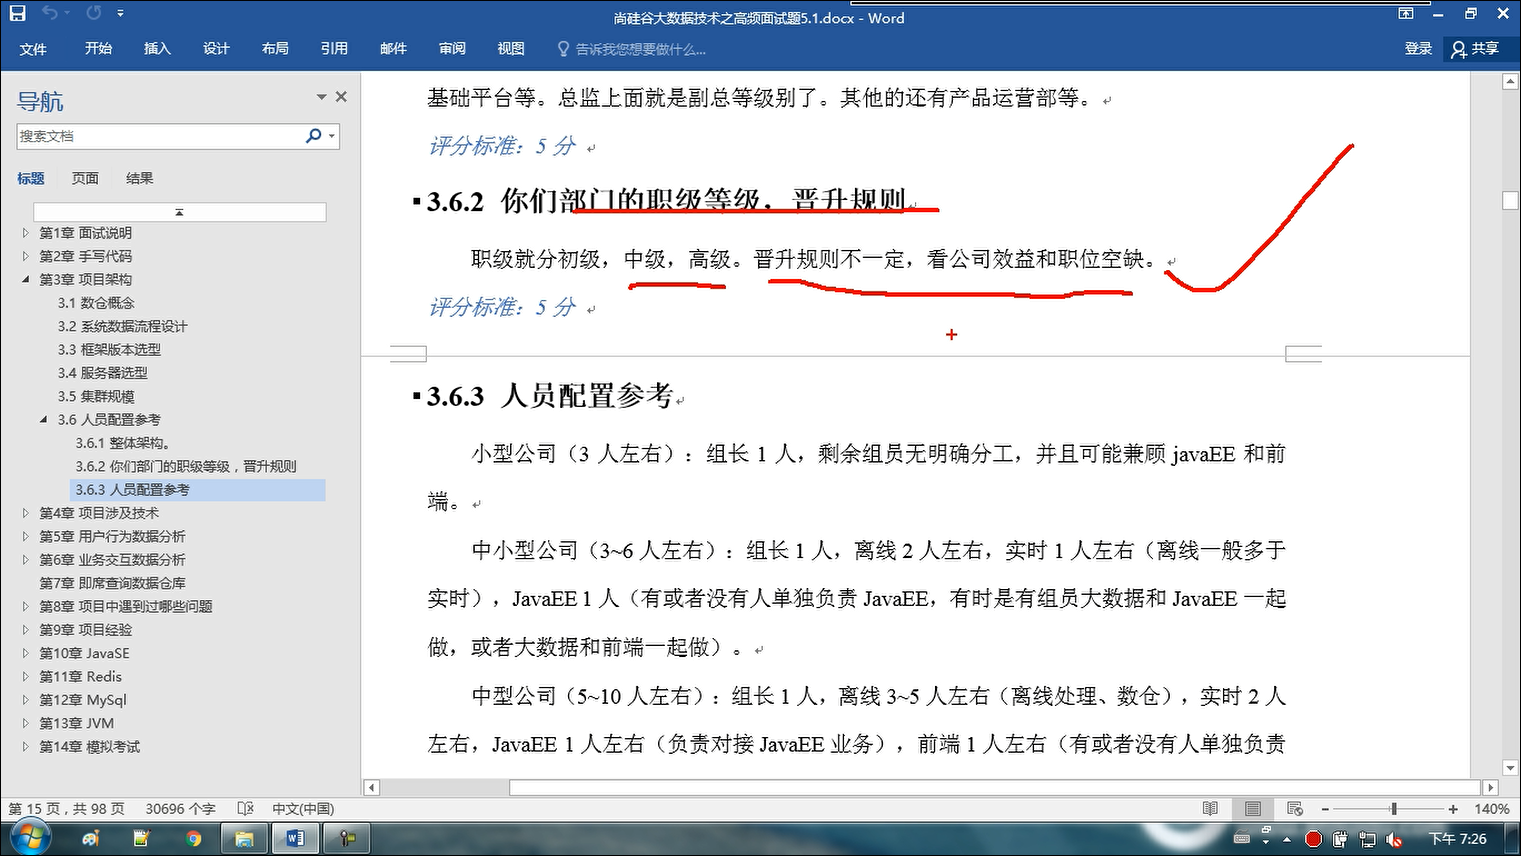 尚硅谷大数据技术之高频面试题5.1.docx - Word
文件 开始 插入 设计 布局 引用 邮件 审阅 视图 告诉我您想要做什么... 登录 共享
导航
搜索文档
标题 页面 结果
第1章 面试说明
第2章 手写代码
第3章 项目架构
3.1 数仓概念
3.2 系统数据流程设计
3.3 框架版本选型
3.4 服务器选型
3.5 集群规模
3.6 人员配置参考
3.6.1 整体架构。
3.6.2 你们部门的职级等级，晋升规则
3.6.3 人员配置参考
第4章 项目涉及技术
第5章 用户行为数据分析
第6章 业务交互数据分析
第7章 即席查询数据仓库
第8章 项目中遇到过哪些问题
第9章 项目经验
第10章 JavaSE
第11章 Redis
第12章 MySql
第13章 JVM
第14章 模拟考试
基础平台等。总监上面就是副总等级别了。其他的还有产品运营部等。
评分标准：5 分
3.6.2 你们部门的职级等级，晋升规则
职级就分初级，中级，高级。晋升规则不一定，看公司效益和职位空缺。
评分标准：5 分
3.6.3 人员配置参考
小型公司（3 人左右）：组长 1 人，剩余组员无明确分工，并且可能兼顾 javaEE 和前
端。
中小型公司（3~6 人左右）：组长 1 人，离线 2 人左右，实时 1 人左右（离线一般多于
实时），JavaEE 1 人（有或者没有人单独负责 JavaEE，有时是有组员大数据和 JavaEE 一起
做，或者大数据和前端一起做）。
中型公司（5~10 人左右）：组长 1 人，离线 3~5 人左右（离线处理、数仓），实时 2 人
左右，JavaEE 1 人左右（负责对接 JavaEE 业务），前端 1 人左右（有或者没有人单独负责
第 15 页，共 98 页 30696 个字 中文(中国) 140%
下午 7:26